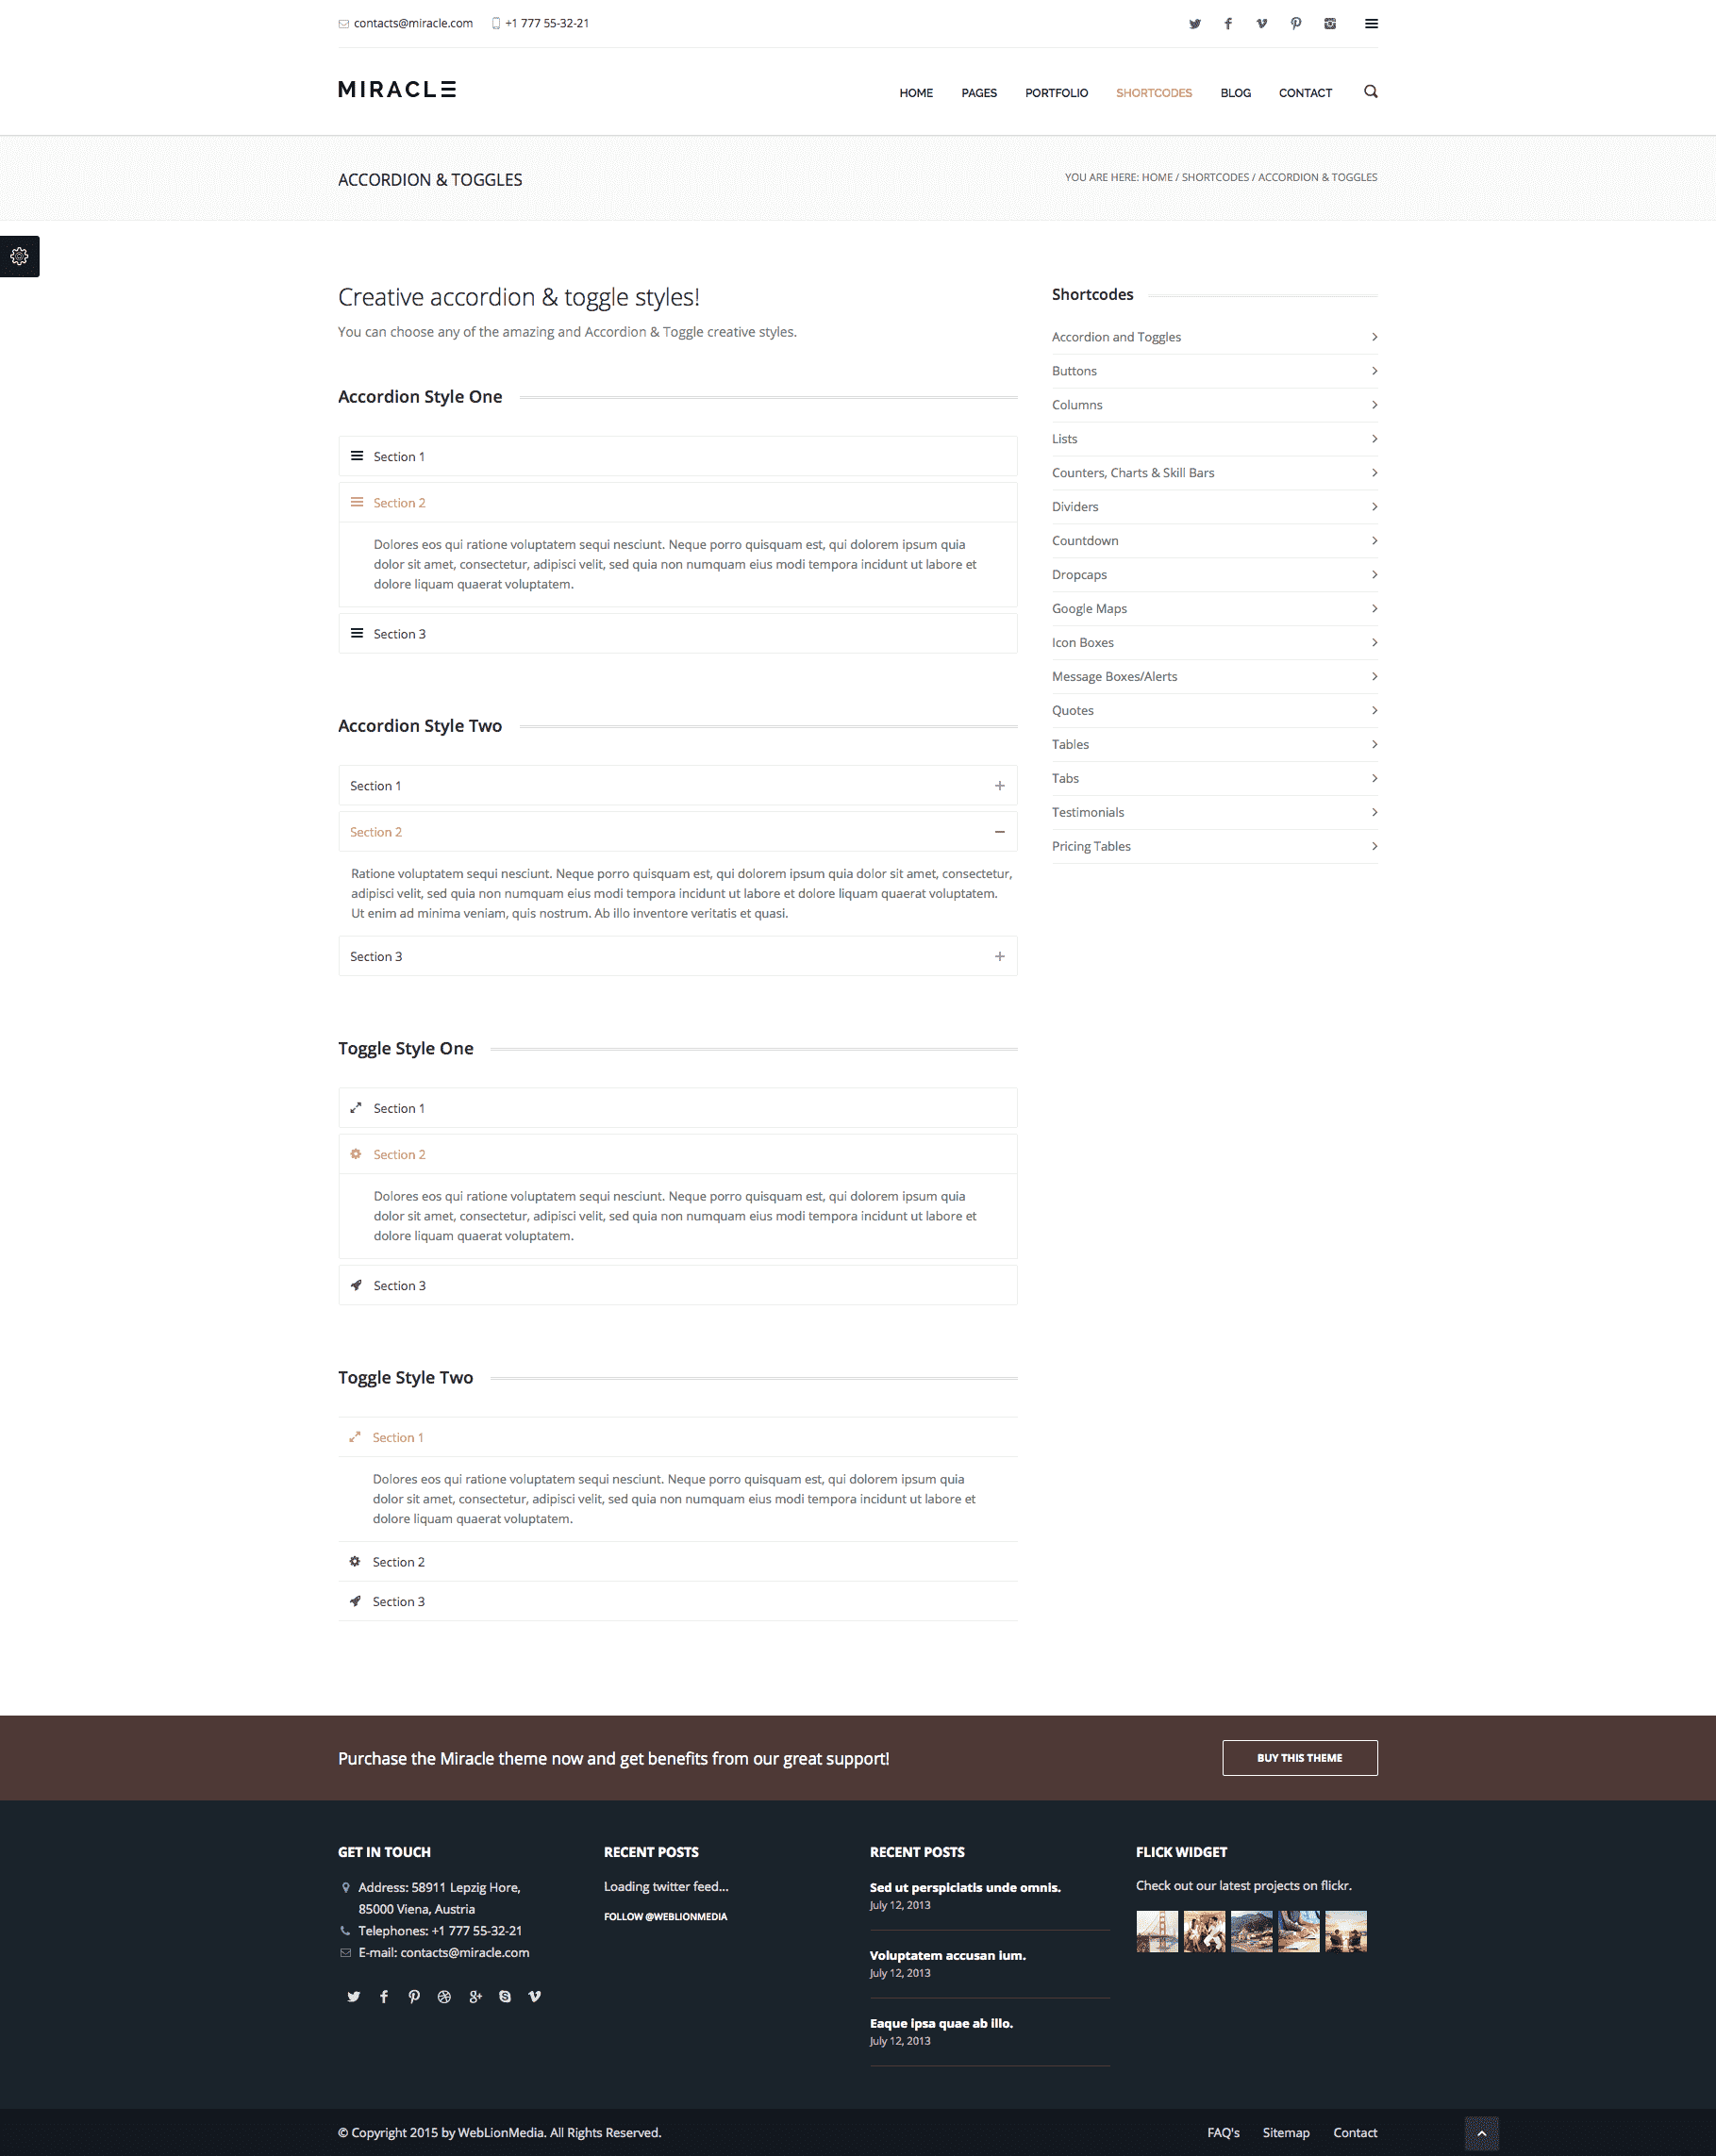 contacts@miracle.com +1 777 55-32-21
MIRACLE
HOME PAGES PORTFOLIO SHORTCODES BLOG CONTACT
ACCORDION & TOGGLES
YOU ARE HERE: HOME / SHORTCODES / ACCORDION & TOGGLES
Creative accordion & toggle styles!
You can choose any of the amazing and Accordion & Toggle creative styles.
Accordion Style One
Section 1
Section 2
Dolores eos qui ratione voluptatem sequi nesciunt. Neque porro quisquam est, qui dolorem ipsum quia
dolor sit amet, consectetur, adipisci velit, sed quia non numquam eius modi tempora incidunt ut labore et
dolore liquam quaerat voluptatem.
Section 3
Accordion Style Two
Section 1
Section 2
Ratione voluptatem sequi nesciunt. Neque porro quisquam est, qui dolorem ipsum quia dolor sit amet, consectetur,
adipisci velit, sed quia non numquam eius modi tempora incidunt ut labore et dolore liquam quaerat voluptatem.
Ut enim ad minima veniam, quis nostrum. Ab illo inventore veritatis et quasi.
Section 3
Toggle Style One
Section 1
Section 2
Dolores eos qui ratione voluptatem sequi nesciunt. Neque porro quisquam est, qui dolorem ipsum quia
dolor sit amet, consectetur, adipisci velit, sed quia non numquam eius modi tempora incidunt ut labore et
dolore liquam quaerat voluptatem.
Section 3
Toggle Style Two
Section 1
Dolores eos qui ratione voluptatem sequi nesciunt. Neque porro quisquam est, qui dolorem ipsum quia
dolor sit amet, consectetur, adipisci velit, sed quia non numquam eius modi tempora incidunt ut labore et
dolore liquam quaerat voluptatem.
Section 2
Section 3
Shortcodes
Accordion and Toggles
Buttons
Columns
Lists
Counters, Charts & Skill Bars
Dividers
Countdown
Dropcaps
Google Maps
Icon Boxes
Message Boxes/Alerts
Quotes
Tables
Tabs
Testimonials
Pricing Tables
Purchase the Miracle theme now and get benefits from our great support!
BUY THIS THEME
GET IN TOUCH
Address: 58911 Lepzig Hore,
85000 Viena, Austria
Telephones: +1 777 55-32-21
E-mail: contacts@miracle.com
RECENT POSTS
Loading twitter feed...
FOLLOW @WEBLIONMEDIA
RECENT POSTS
Sed ut perspiciatis unde omnis.
July 12, 2013
Voluptatem accusan ium.
July 12, 2013
Eaque ipsa quae ab illo.
July 12, 2013
FLICK WIDGET
Check out our latest projects on flickr.
© Copyright 2015 by WebLionMedia. All Rights Reserved.
FAQ's Sitemap Contact